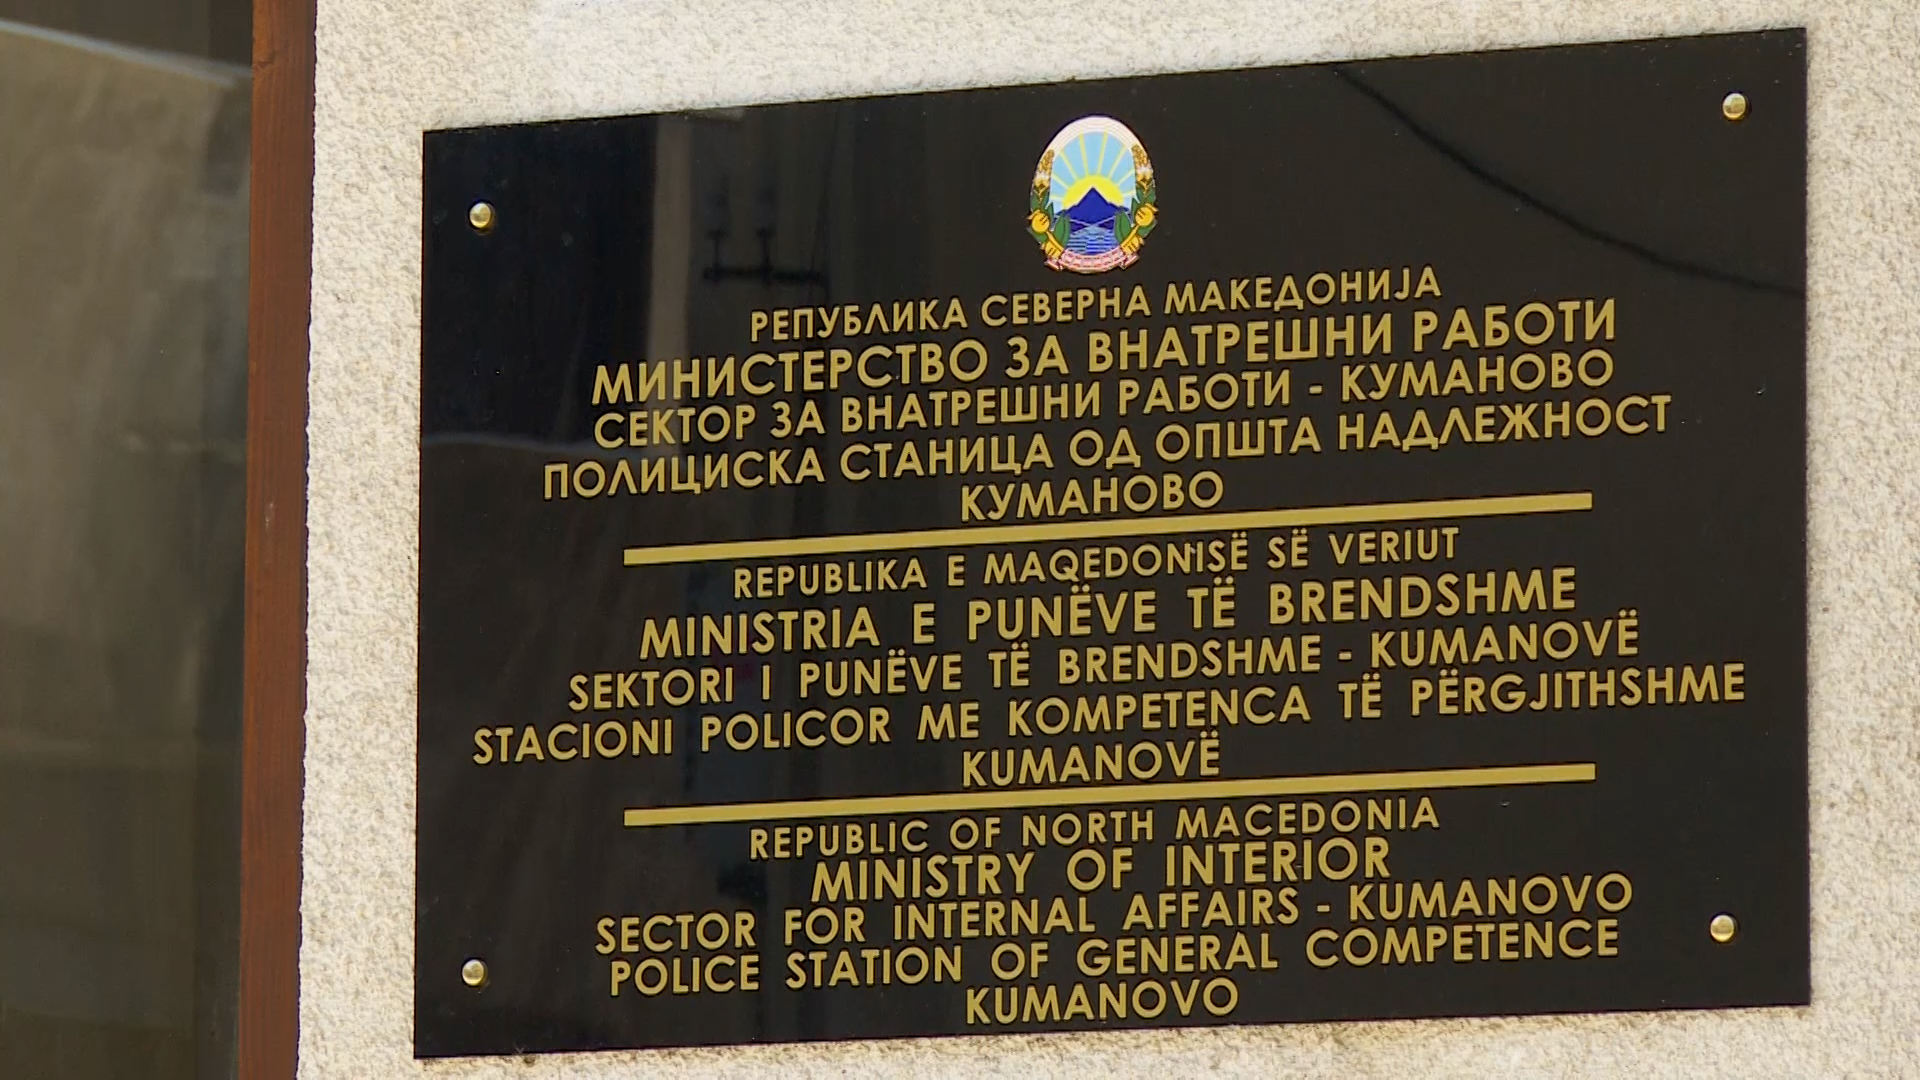 РЕПУБЛИКА СЕВЕРНА МАКЕДОНИЈА
МИНИСТЕРСТВО ЗА ВНАТРЕШНИ РАБОТИ
СЕКТОР ЗА ВНАТРЕШНИ РАБОТИ - КУМАНОВО
ПОЛИЦИСКА СТАНИЦА ОД ОПШТА НАДЛЕЖНОСТ
КУМАНОВО
REPUBLIKA E MAQEDONISË SË VERIUT
MINISTRIA E PUNËVE TË BRENDSHME
SEKTORI I PUNËVE TË BRENDSHME - KUMANOVË
STACIONI POLICOR ME KOMPETENCA TË PËRGJITHSHME
KUMANOVË
REPUBLIC OF NORTH MACEDONIA
MINISTRY OF INTERIOR
SECTOR FOR INTERNAL AFFAIRS - KUMANOVO
POLICE STATION OF GENERAL COMPETENCE
KUMANOVO